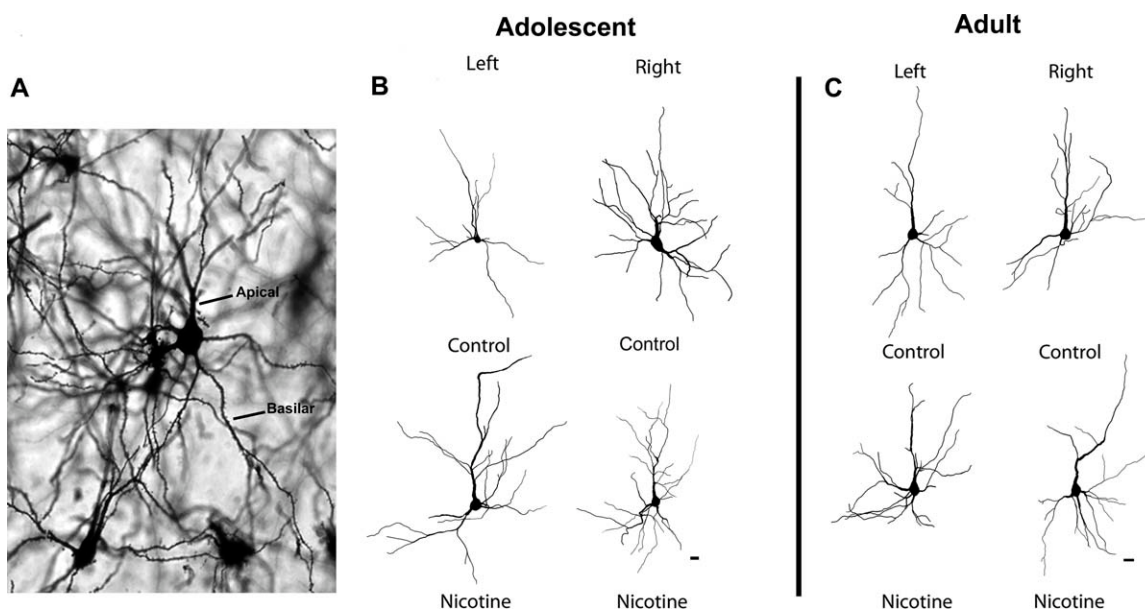 Adolescent
Adult
A
B
Left
Right
C
Left
Right
Apical
Basilar
Control
Control
Control
Control
Nicotine
Nicotine
Nicotine
Nicotine